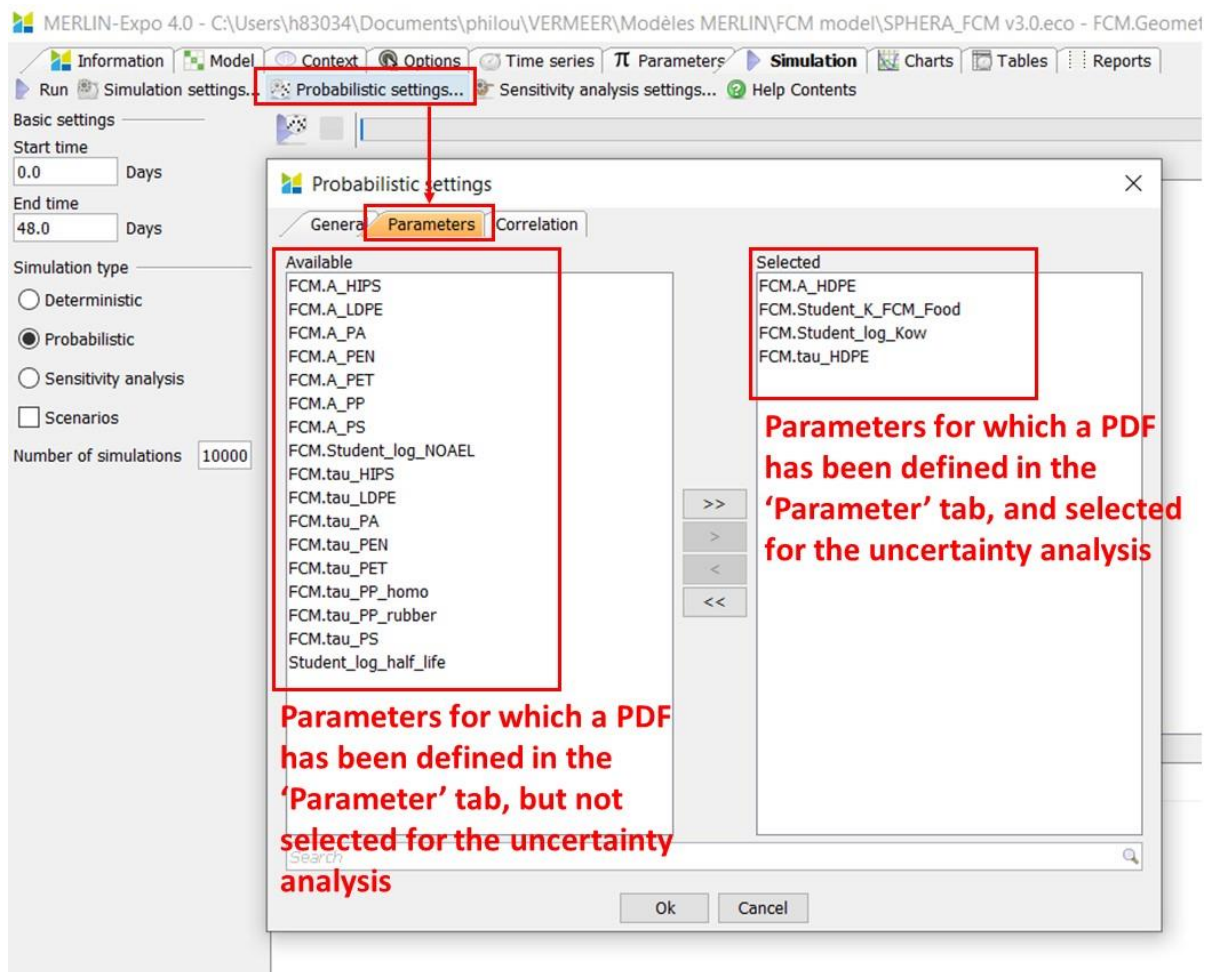 MERLIN-Expo 4.0 - C:\Users\h83034\Documents\philou\VERMEER\Modèles MERLIN\FCM model\SPHERA_FCM v3.0.eco - FCM.Geomet
Information Model Context Options Time series π Parameters Simulation Charts Tables Reports
Run Simulation settings... Probabilistic settings... Sensitivity analysis settings... Help Contents
Basic settings
Start time
0.0 Days
End time
48.0 Days
Simulation type
Deterministic
Probabilistic
Sensitivity analysis
Scenarios
Number of simulations 10000
Probabilistic settings
Genera Parameters Correlation
Available
FCM.A_HIPS
FCM.A_LDPE
FCM.A_PA
FCM.A_PEN
FCM.A_PET
FCM.A_PP
FCM.A_PS
FCM.Student_log_NOAEL
FCM.tau_HIPS
FCM.tau_LDPE
FCM.tau_PA
FCM.tau_PEN
FCM.tau_PET
FCM.tau_PP_homo
FCM.tau_PP_rubber
FCM.tau_PS
Student_log_half_life
Parameters for which a PDF
has been defined in the
‘Parameter’ tab, but not
selected for the uncertainty
analysis
>>
>
<
<<
Selected
FCM.A_HDPE
FCM.Student_K_FCM_Food
FCM.Student_log_Kow
FCM.tau_HDPE
Parameters for which a PDF
has been defined in the
‘Parameter’ tab, and selected
for the uncertainty analysis
Search
Ok Cancel